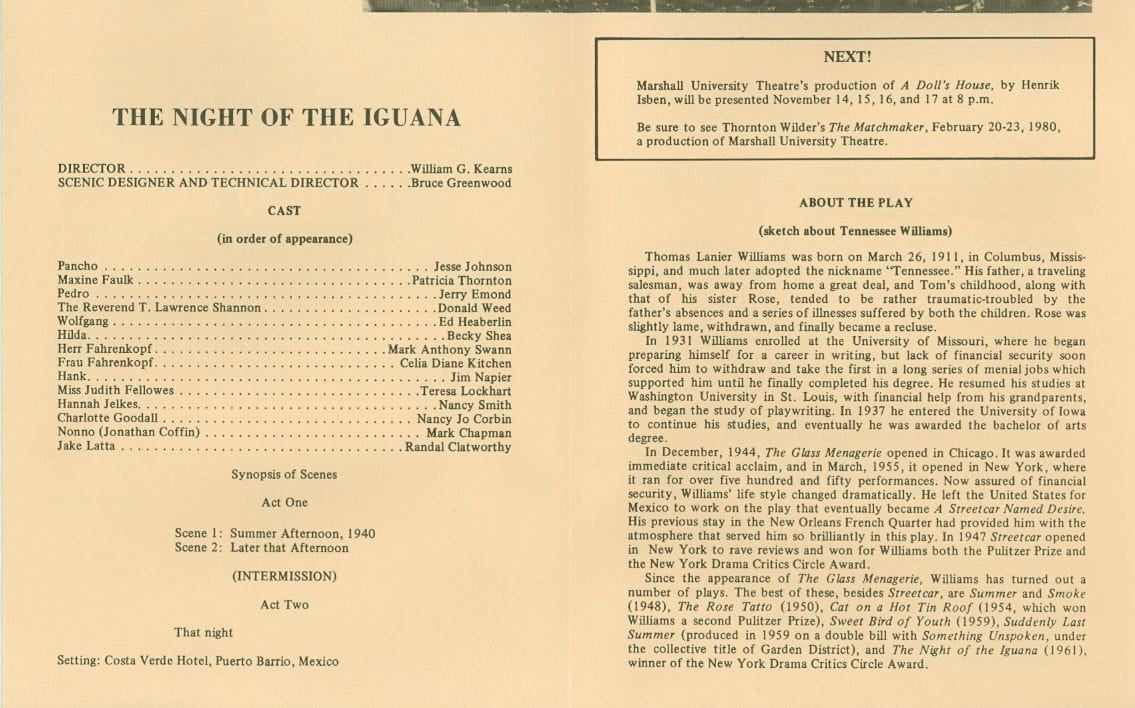 THE NIGHT OF THE IGUANA
DIRECTOR . . . . . . . . . . . . . . . . . . . . . . . . . . . . . . . . . .William G. Kearns
SCENIC DESIGNER AND TECHNICAL DIRECTOR . . . . . .Bruce Greenwood
CAST
(in order of appearance)
Pancho . . . . . . . . . . . . . . . . . . . . . . . . . . . . . . . . . . . . . . . Jesse Johnson
Maxine Faulk . . . . . . . . . . . . . . . . . . . . . . . . . . . . . . . . .Patricia Thornton
Pedro . . . . . . . . . . . . . . . . . . . . . . . . . . . . . . . . . . . . . . . . .Jerry Emond
The Reverend T. Lawrence Shannon . . . . . . . . . . . . . . . . . . . . .Donald Weed
Wolfgang . . . . . . . . . . . . . . . . . . . . . . . . . . . . . . . . . . . . . . .Ed Heaberlin
Hilda. . . . . . . . . . . . . . . . . . . . . . . . . . . . . . . . . . . . . . . . . . .Becky Shea
Herr Fahrenkopf . . . . . . . . . . . . . . . . . . . . . . . . . . . . Mark Anthony Swann
Frau Fahrenkopf. . . . . . . . . . . . . . . . . . . . . . . . . . . . . Celia Diane Kitchen
Hank. . . . . . . . . . . . . . . . . . . . . . . . . . . . . . . . . . . . . . . . . . . Jim Napier
Miss Judith Fellowes . . . . . . . . . . . . . . . . . . . . . . . . . . . . .Teresa Lockhart
Hannah Jelkes. . . . . . . . . . . . . . . . . . . . . . . . . . . . . . . . . . . .Nancy Smith
Charlotte Goodall . . . . . . . . . . . . . . . . . . . . . . . . . . . . . . Nancy Jo Corbin
Nonno (Jonathan Coffin) . . . . . . . . . . . . . . . . . . . . . . . . . . Mark Chapman
Jake Latta . . . . . . . . . . . . . . . . . . . . . . . . . . . . . . . . . .Randal Clatworthy
Synopsis of Scenes
Act One
Scene 1: Summer Afternoon, 1940
Scene 2: Later that Afternoon
(INTERMISSION)
Act Two
That night
Setting: Costa Verde Hotel, Puerto Barrio, Mexico
NEXT!
Marshall University Theatre's production of A Doll's House, by Henrik
Isben, will be presented November 14, 15, 16, and 17 at 8 p.m.
Be sure to see Thornton Wilder's The Matchmaker, February 20-23, 1980,
a production of Marshall University Theatre.
ABOUT THE PLAY
(sketch about Tennessee Williams)
Thomas Lanier Williams was born on March 26, 1911, in Columbus, Missis-
sippi, and much later adopted the nickname "Tennessee." His father, a traveling
salesman, was away from home a great deal, and Tom's childhood, along with
that of his sister Rose, tended to be rather traumatic-troubled by the
father's absences and a series of illnesses suffered by both the children. Rose was
slightly lame, withdrawn, and finally became a recluse.
In 1931 Williams enrolled at the University of Missouri, where he began
preparing himself for a career in writing, but lack of financial security soon
forced him to withdraw and take the first in a long series of menial jobs which
supported him until he finally completed his degree. He resumed his studies at
Washington University in St. Louis, with financial help from his grandparents,
and began the study of playwriting. In 1937 he entered the University of Iowa
to continue his studies, and eventually he was awarded the bachelor of arts
degree.
In December, 1944, The Glass Menagerie opened in Chicago. It was awarded
immediate critical acclaim, and in March, 1955, it opened in New York, where
it ran for over five hundred and fifty performances. Now assured of financial
security, Williams' life style changed dramatically. He left the United States for
Mexico to work on the play that eventually became A Streetcar Named Desire.
His previous stay in the New Orleans French Quarter had provided him with the
atmosphere that served him so brilliantly in this play. In 1947 Streetcar opened
in New York to rave reviews and won for Williams both the Pulitzer Prize and
the New York Drama Critics Circle Award.
Since the appearance of The Glass Menagerie, Williams has turned out a
number of plays. The best of these, besides Streetcar, are Summer and Smoke
(1948), The Rose Tatto (1950), Cat on a Hot Tin Roof (1954, which won
Williams a second Pulitzer Prize), Sweet Bird of Youth (1959), Suddenly Last
Summer (produced in 1959 on a double bill with Something Unspoken, under
the collective title of Garden District), and The Night of the Iguana (1961),
winner of the New York Drama Critics Circle Award.